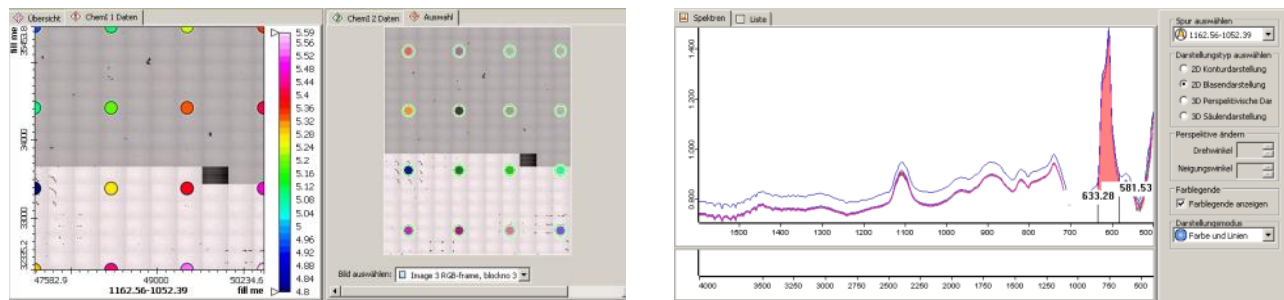 Übersicht
ChemI 1 Daten
fill me
35453.8
34000
33000
32335.2
47582.9
49000
50234.6
1162.56-1052.39
fill me
5.59
5.56
5.52
5.48
5.44
5.4
5.36
5.32
5.28
5.24
5.2
5.16
5.12
5.08
5.04
5
4.96
4.92
4.88
4.84
4.8
ChemI 2 Daten
Auswahl
Bild auswählen:
Image 3 RGB-frame, blockno 3
Spektren
Liste
1.400
1.200
1.000
0.800
633.28
581.53
1500
1400
1300
1200
1100
1000
900
800
700
600
500
4000
3750
3500
3250
3000
2750
2500
2250
2000
1750
1500
1250
1000
750
500
Spur auswählen
1162.56-1052.39
Darstellungstyp auswählen
2D Konturdarstellung
2D Blasendarstellung
3D Perspektivische Dar
3D Säulendarstellung
Perspektive ändern
Drehwinkel
Neigungswinkel
Farblegende
Farblegende anzeigen
Darstellungsmodus
Farbe und Linien